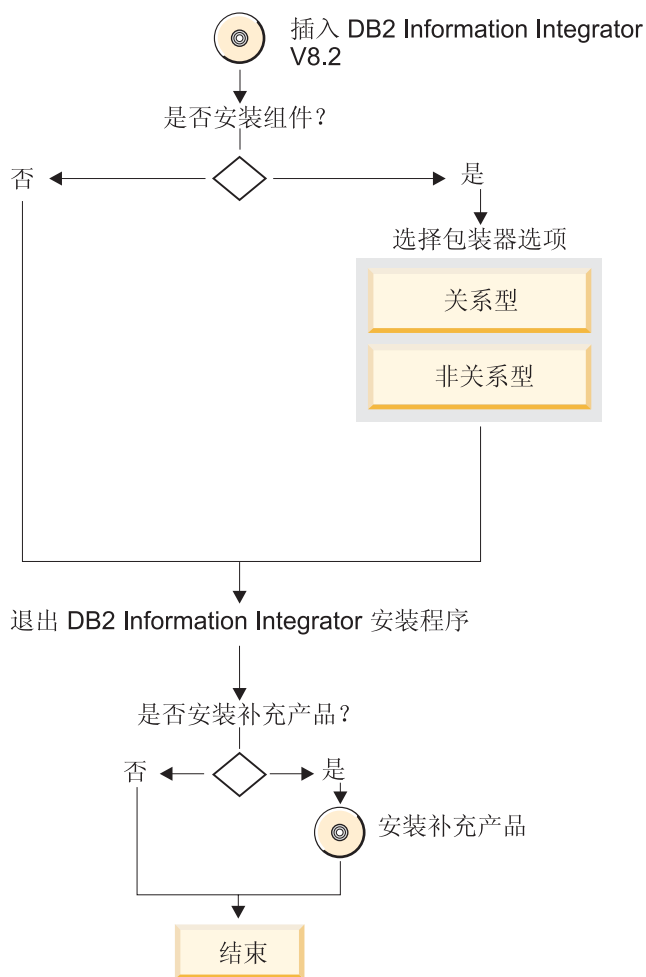 插入 DB2 Information Integrator
V8.2
是否安装组件？
否
是
选择包装器选项
关系型
非关系型
退出 DB2 Information Integrator 安装程序
是否安装补充产品？
否
是
安装补充产品
结束